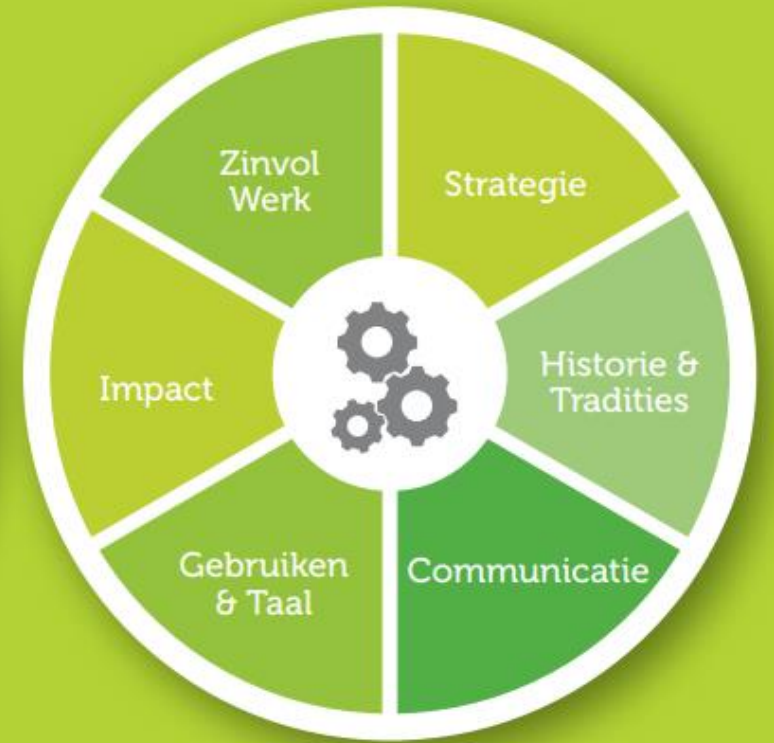 Zinvol
Werk
Strategie
Impact
Historie &
Tradities
Gebruiken
& Taal
Communicatie